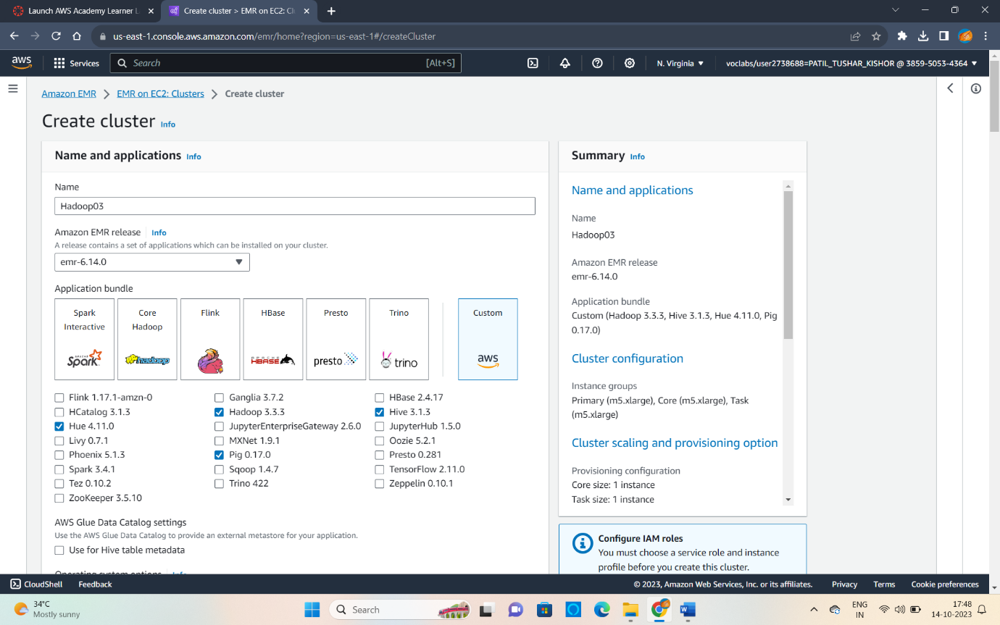 Launch AWS Academy Learner L
Create cluster > EMR on EC2: Cl
us-east-1.console.aws.amazon.com/emr/home?region=us-east-1#/createCluster
aws
Services
Search
[Alt+S]
N. Virginia
voclabs/user2738688=PATIL_TUSHAR_KISHOR @ 3859-5053-4364
Amazon EMR
EMR on EC2: Clusters
Create cluster
Create cluster Info
Name and applications Info
Name
Hadoop03
Amazon EMR release Info
A release contains a set of applications which can be installed on your cluster.
emr-6.14.0
Application bundle
Spark Interactive
APACHE Spark
Core Hadoop
hadoop
Flink
HBase
APACHE HBASE
Presto
presto
Trino
trino
Custom
aws
Flink 1.17.1-amzn-0
Ganglia 3.7.2
HBase 2.4.17
HCatalog 3.1.3
Hadoop 3.3.3
Hive 3.1.3
Hue 4.11.0
JupyterEnterpriseGateway 2.6.0
JupyterHub 1.5.0
Livy 0.7.1
MXNet 1.9.1
Oozie 5.2.1
Phoenix 5.1.3
Pig 0.17.0
Presto 0.281
Spark 3.4.1
Sqoop 1.4.7
TensorFlow 2.11.0
Tez 0.10.2
Trino 422
Zeppelin 0.10.1
ZooKeeper 3.5.10
AWS Glue Data Catalog settings
Use the AWS Glue Data Catalog to provide an external metastore for your application.
Use for Hive table metadata
Operating system options Info
Summary Info
Name and applications
Name
Hadoop03
Amazon EMR release
emr-6.14.0
Application bundle
Custom (Hadoop 3.3.3, Hive 3.1.3, Hue 4.11.0, Pig
0.17.0)
Cluster configuration
Instance groups
Primary (m5.xlarge), Core (m5.xlarge), Task
(m5.xlarge)
Cluster scaling and provisioning option
Provisioning configuration
Core size: 1 instance
Task size: 1 instance
Configure IAM roles
You must choose a service role and instance
profile before you create this cluster.
CloudShell
Feedback
© 2023, Amazon Web Services, Inc. or its affiliates.
Privacy
Terms
Cookie preferences
34°C
Mostly sunny
Search
ENG
IN
17:48
14-10-2023